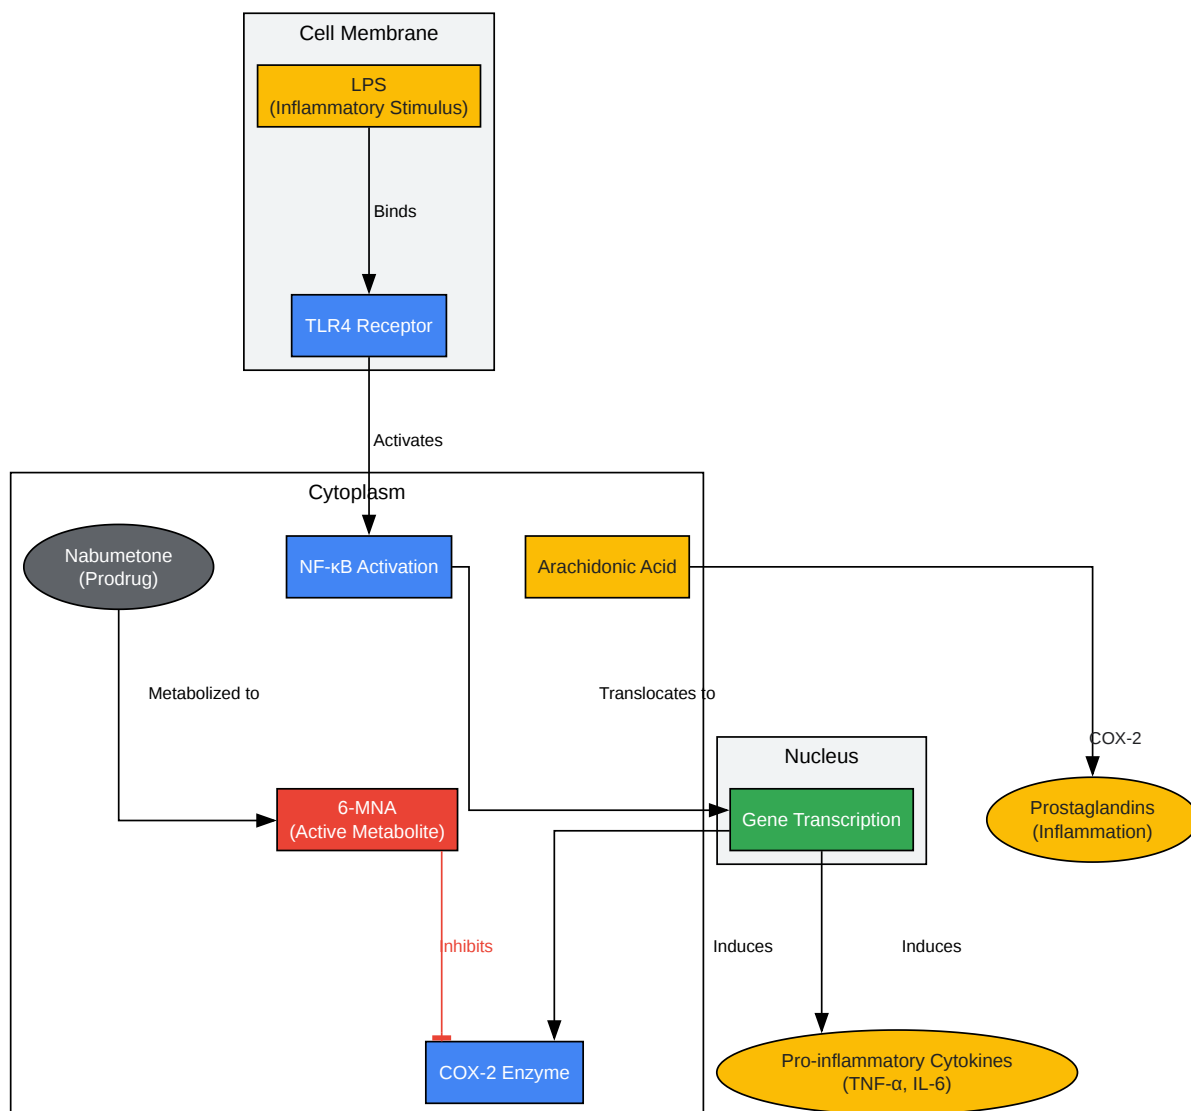 Cell Membrane
LPS
(Inflammatory Stimulus)
Binds
TLR4 Receptor
Activates
Cytoplasm
Nabumetone
(Prodrug)
NF-κB Activation
Arachidonic Acid
Metabolized to
Translocates to
COX-2
Nucleus
6-MNA
(Active Metabolite)
Gene Transcription
Prostaglandins
(Inflammation)
Inhibits
Induces
Induces
COX-2 Enzyme
Pro-inflammatory Cytokines
(TNF-α, IL-6)